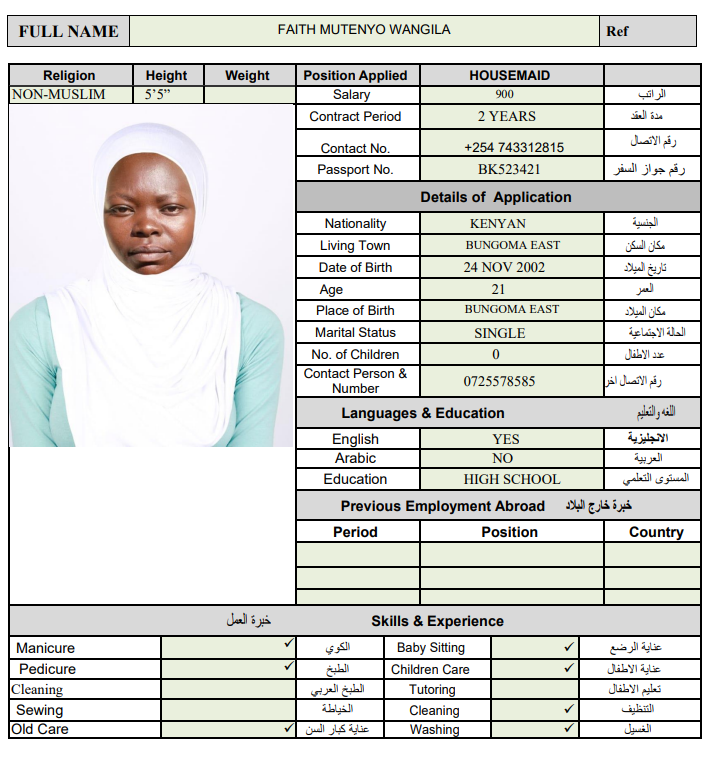 FULL NAME FAITH MUTENYO WANGILA Ref
Religion Height Weight Position Applied HOUSEMAID
NON-MUSLIM 5’5” Salary 900 الراتب
Contract Period 2 YEARS مدة العقد
Contact No. +254 743312815 رقم الاتصال
Passport No. BK523421 رقم جواز السفر
Details of Application
Nationality KENYAN الجنسية
Living Town BUNGOMA EAST مكان السكن
Date of Birth 24 NOV 2002 تاريخ الميلاد
Age 21 العمر
Place of Birth BUNGOMA EAST مكان الميلاد
Marital Status SINGLE الحالة الاجتماعية
No. of Children 0 عدد الاطفال
Contact Person & Number 0725578585 رقم الاتصال اخر
Languages & Education اللغه والتعليم
English YES الانجليزية
Arabic NO العربية
Education HIGH SCHOOL المستوى التعلمي
Previous Employment Abroad خبرة خارج البلاد
Period Position Country
خبرة العمل Skills & Experience
Manicure ✓ الكوي Baby Sitting ✓ عناية الرضع
Pedicure ✓ الطبخ Children Care ✓ عناية الاطفال
Cleaning الطبخ العربي Tutoring تعليم الاطفال
Sewing الخياطة Cleaning ✓ التنظيف
Old Care ✓ عناية كبار السن Washing ✓ الغسيل